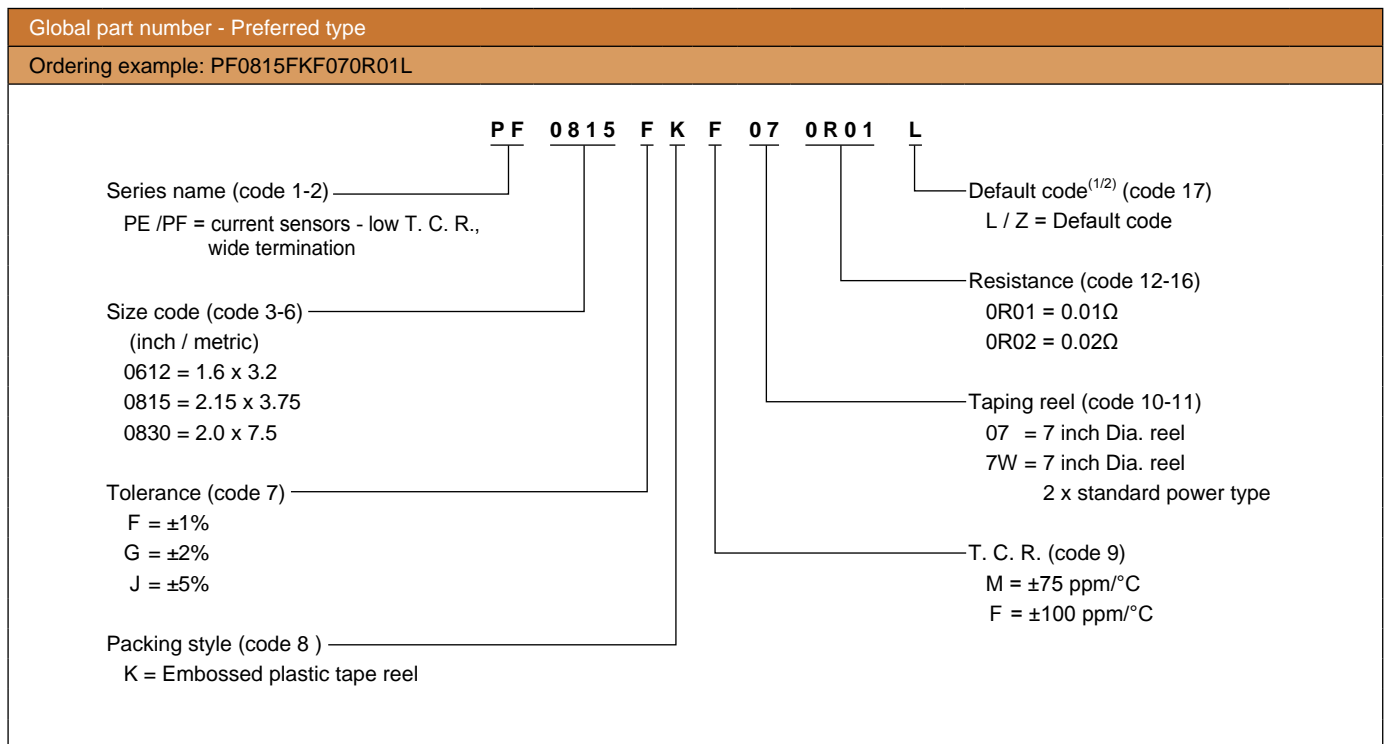 Global part number - Preferred type
Ordering example: PF0815FKF070R01L
PF 0815 F K F 07 0R01 L
Series name (code 1-2)
PE /PF = current sensors - low T. C. R.,
wide termination
Size code (code 3-6)
(inch / metric)
0612 = 1.6 x 3.2
0815 = 2.15 x 3.75
0830 = 2.0 x 7.5
Tolerance (code 7)
F = ±1%
G = ±2%
J = ±5%
Packing style (code 8 )
K = Embossed plastic tape reel
Default code(1/2) (code 17)
L / Z = Default code
Resistance (code 12-16)
0R01 = 0.01Ω
0R02 = 0.02Ω
Taping reel (code 10-11)
07 = 7 inch Dia. reel
7W = 7 inch Dia. reel
2 x standard power type
T. C. R. (code 9)
M = ±75 ppm/°C
F = ±100 ppm/°C